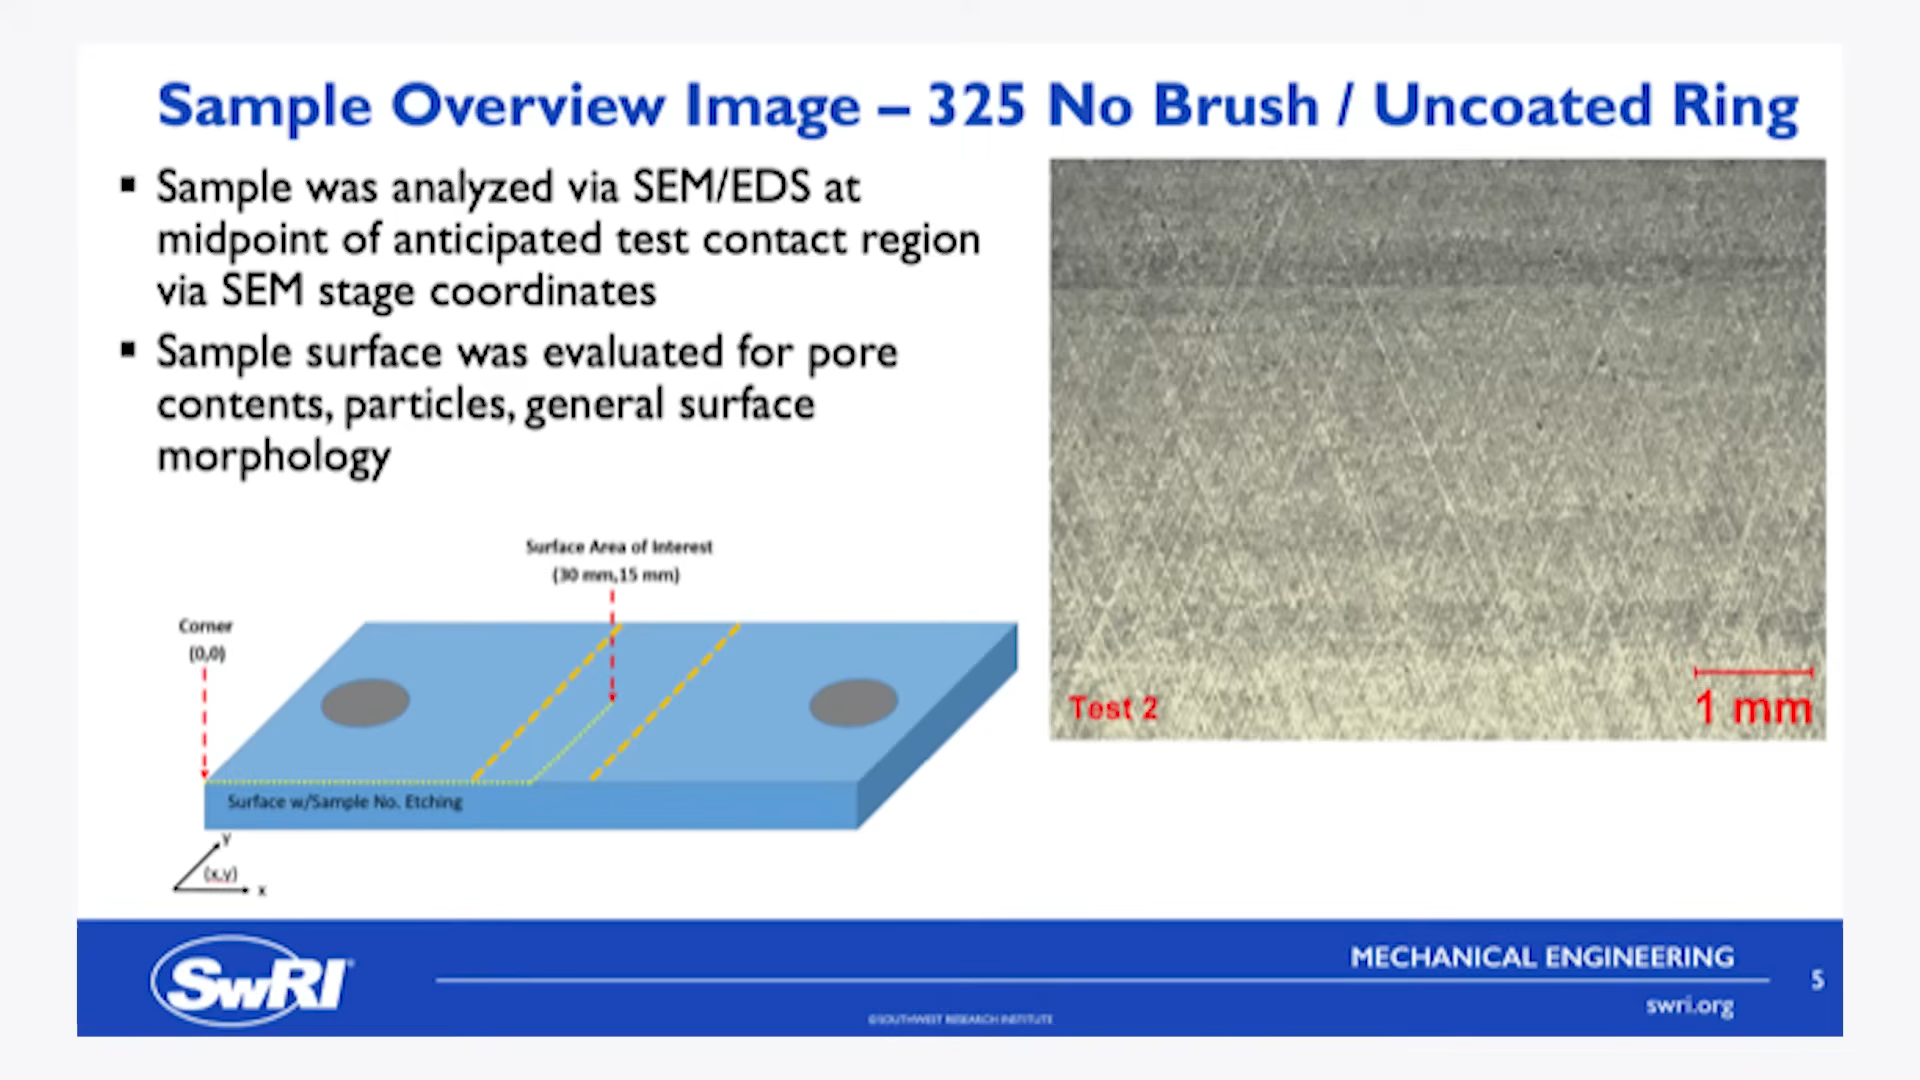 Sample Overview Image – 325 No Brush / Uncoated Ring
▪ Sample was analyzed via SEM/EDS at
midpoint of anticipated test contact region
via SEM stage coordinates
▪ Sample surface was evaluated for pore
contents, particles, general surface
morphology
Surface Area of Interest
(30 mm,15 mm)
Corner
(0,0)
Surface w/Sample No. Etching
Y
(x,y)
x
Test 2
1 mm
SwRI
MECHANICAL ENGINEERING
5
swri.org
©SOUTHWEST RESEARCH INSTITUTE